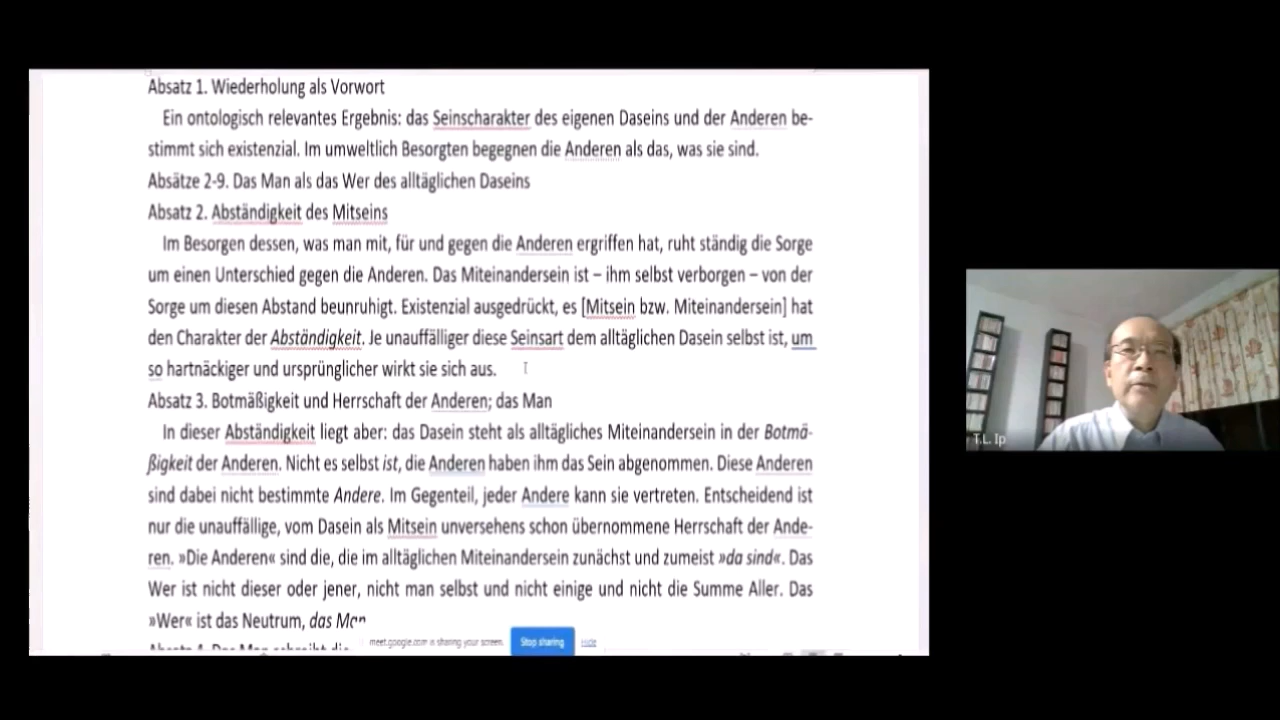 Absatz 1. Wiederholung als Vorwort
Ein ontologisch relevantes Ergebnis: das Seinscharakter des eigenen Daseins und der Anderen be-
stimmt sich existenzial. Im umweltlich Besorgten begegnen die Anderen als das, was sie sind.
Absätze 2-9. Das Man als das Wer des alltäglichen Daseins
Absatz 2. Abständigkeit des Mitseins
Im Besorgen dessen, was man mit, für und gegen die Anderen ergriffen hat, ruht ständig die Sorge
um einen Unterschied gegen die Anderen. Das Miteinandersein ist – ihm selbst verborgen – von der
Sorge um diesen Abstand beunruhigt. Existenzial ausgedrückt, es [Mitsein bzw. Miteinandersein] hat
den Charakter der Abständigkeit. Je unauffälliger diese Seinsart dem alltäglichen Dasein selbst ist, um
so hartnäckiger und ursprünglicher wirkt sie sich aus.
Absatz 3. Botmäßigkeit und Herrschaft der Anderen; das Man
In dieser Abständigkeit liegt aber: das Dasein steht als alltägliches Miteinandersein in der Botmä-
ßigkeit der Anderen. Nicht es selbst ist, die Anderen haben ihm das Sein abgenommen. Diese Anderen
sind dabei nicht bestimmte Andere. Im Gegenteil, jeder Andere kann sie vertreten. Entscheidend ist
nur die unauffällige, vom Dasein als Mitsein unversehens schon übernommene Herrschaft der Ande-
ren. »Die Anderen« sind die, die im alltäglichen Miteinandersein zunächst und zumeist »da sind«. Das
Wer ist nicht dieser oder jener, nicht man selbst und nicht einige und nicht die Summe Aller. Das
»Wer« ist das Neutrum, das Man
meet.google.com is sharing your screen. Stop sharing Hide
T.L. Ip